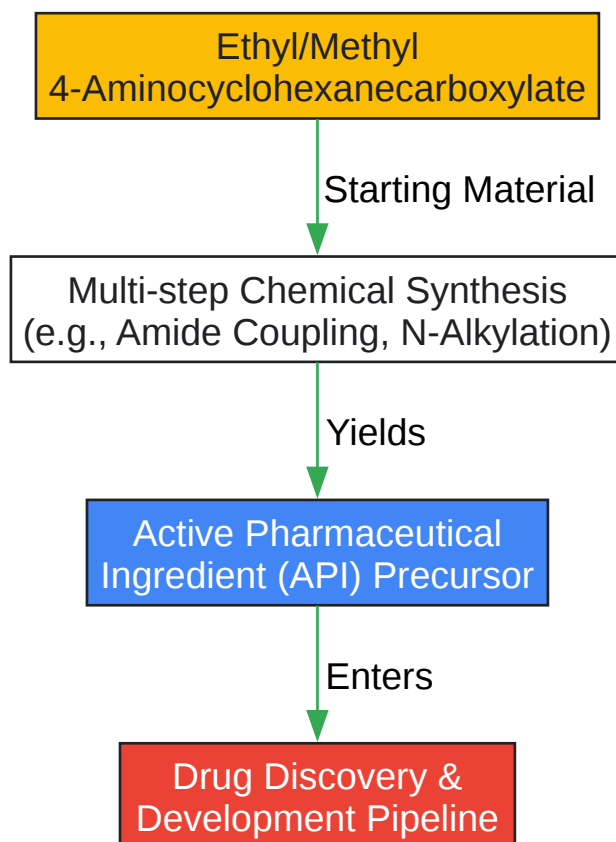 Ethyl/Methyl
4-Aminocyclohexanecarboxylate
Starting Material
Multi-step Chemical Synthesis
(e.g., Amide Coupling, N-Alkylation)
Yields
Active Pharmaceutical
Ingredient (API) Precursor
Enters
Drug Discovery &
Development Pipeline